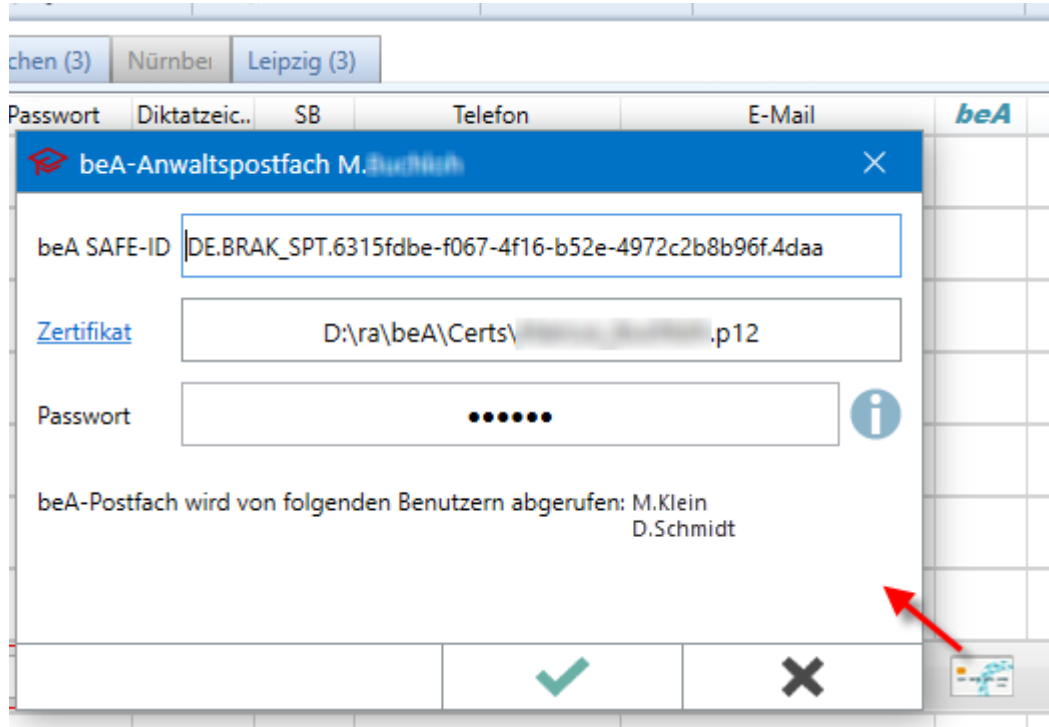 chen (3) Nürnber Leipzig (3)
Passwort Diktatzeic.. SB Telefon E-Mail beA
beA-Anwaltspostfach M.
beA SAFE-ID DE.BRAK_SPT.6315fdbe-f067-4f16-b52e-4972c2b8b96f.4daa
Zertifikat D:\ra\beA\Certs\ .p12
Passwort ●●●●●●
beA-Postfach wird von folgenden Benutzern abgerufen: M.Klein
D.Schmidt